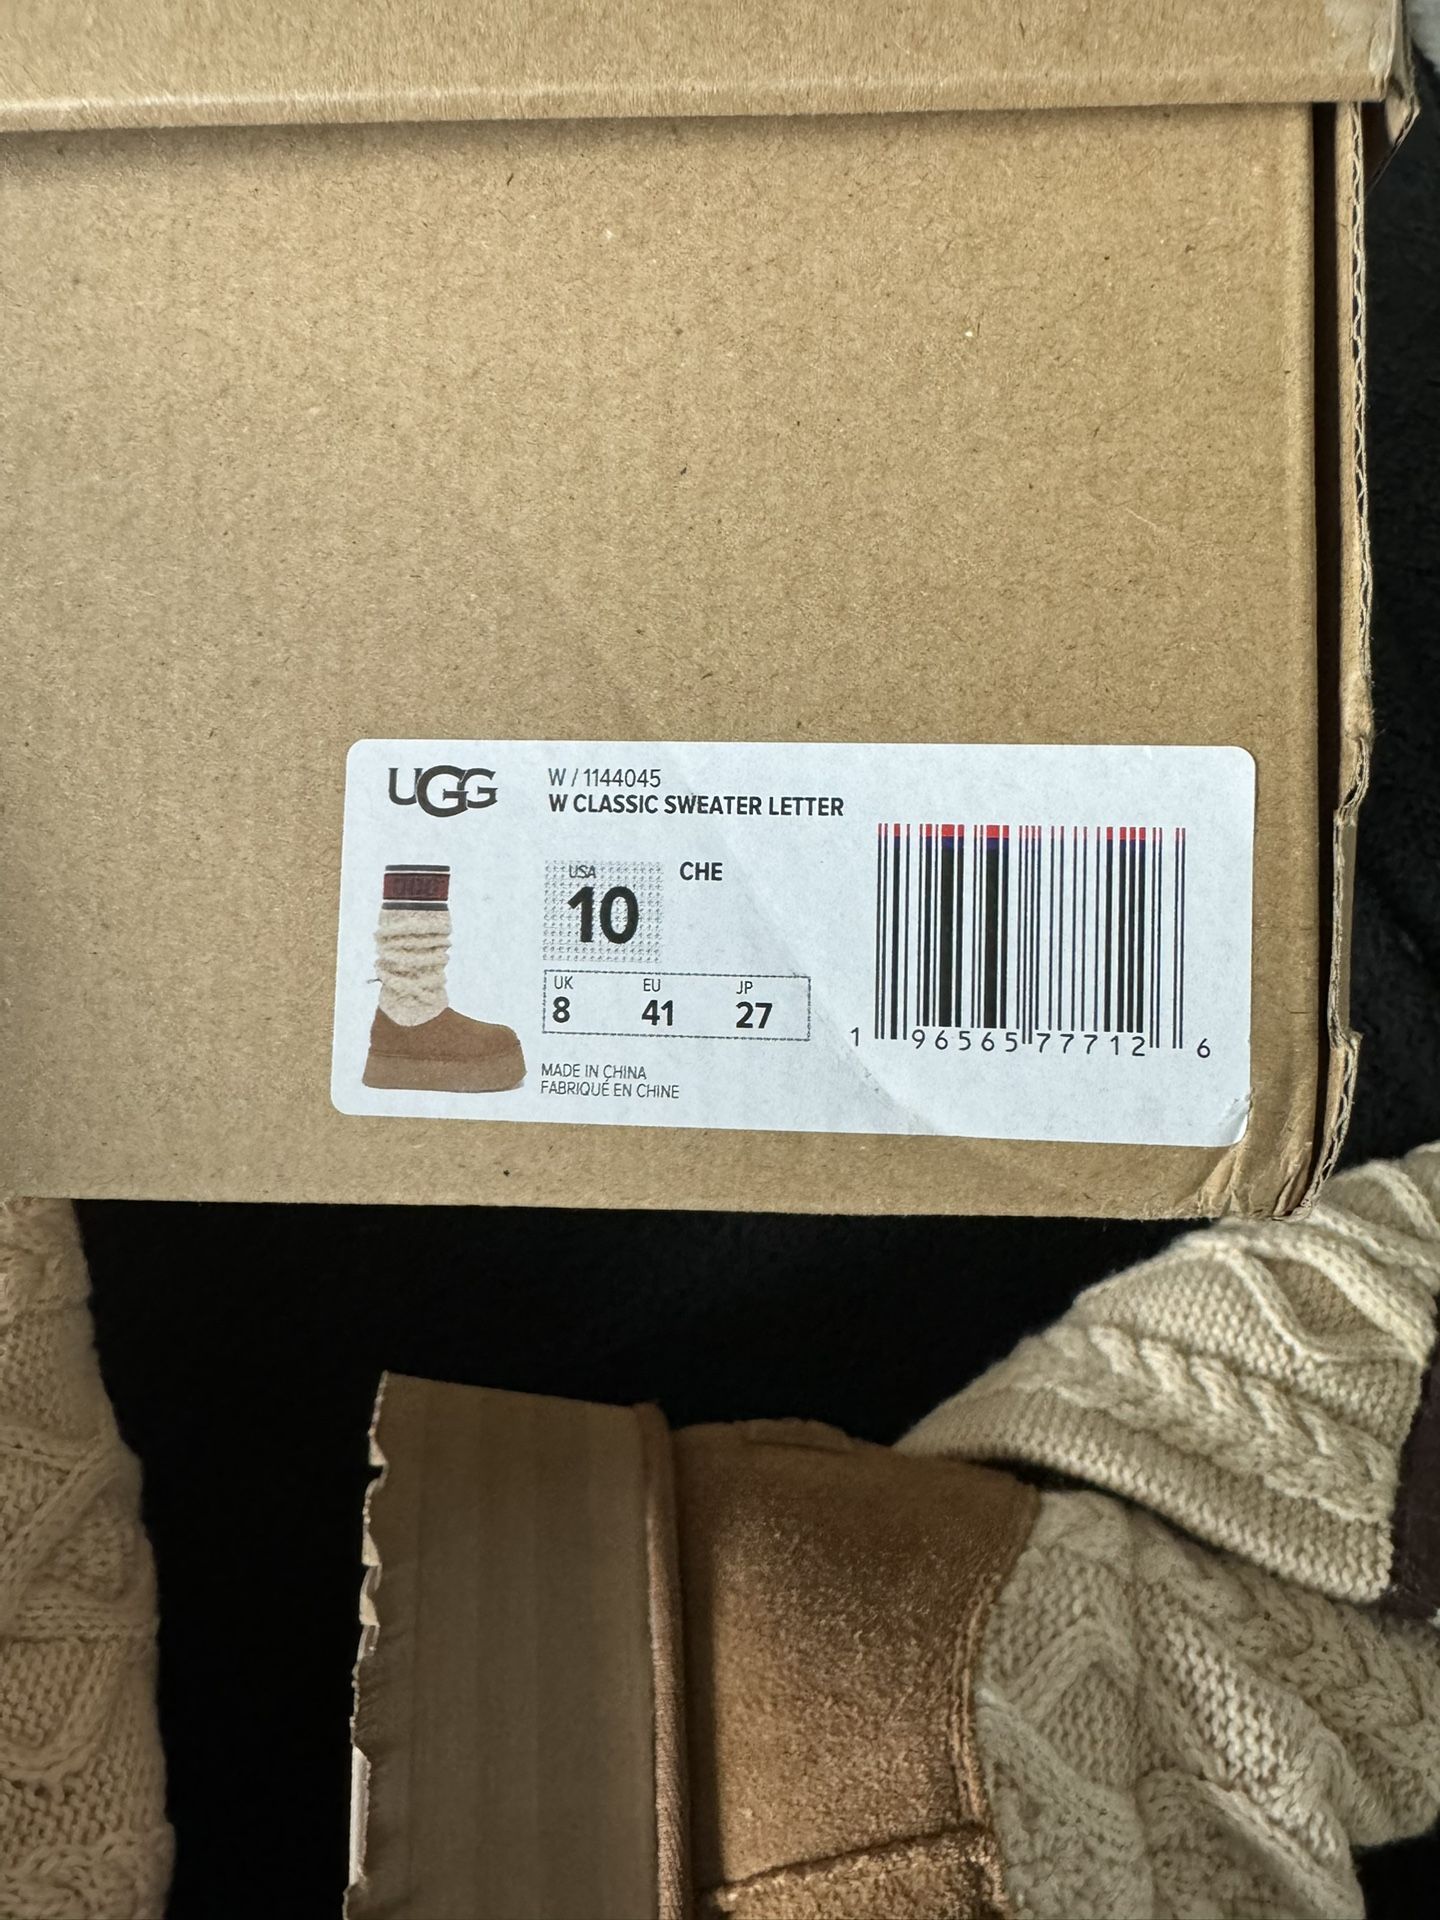 UGG
W / 1144045
W CLASSIC SWEATER LETTER
USA
10
CHE
UK
8
EU
41
JP
27
MADE IN CHINA
FABRIQUÉ EN CHINE
1 96565 77712 6